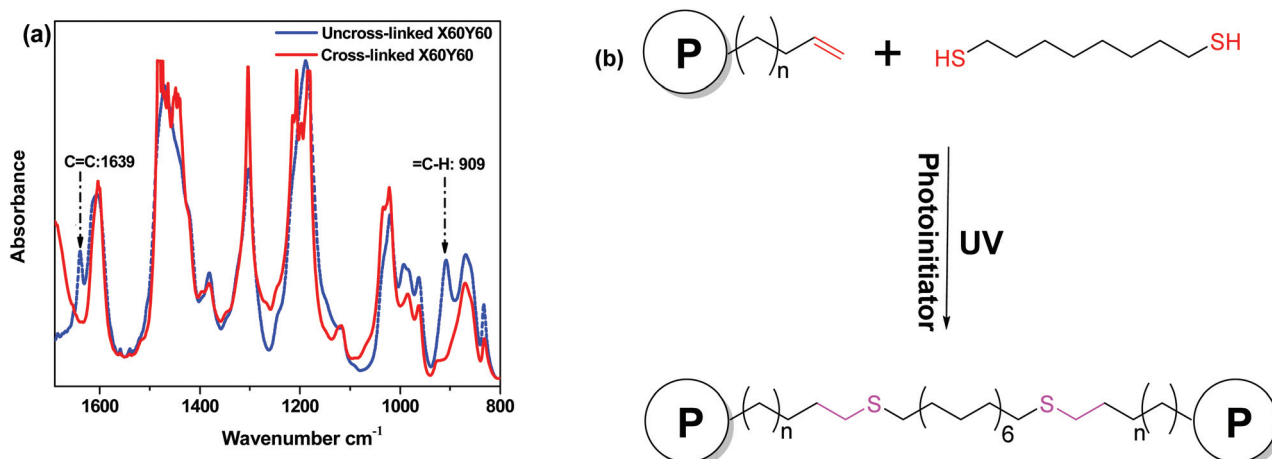 (a)
Uncross-linked X60Y60
Cross-linked X60Y60
C=C:1639
=C-H: 909
Absorbance
1600
1400
1200
1000
800
Wavenumber cm⁻¹
(b)
P
n
+
HS
SH
Photoinitiator
UV
P
n
S
6
S
n
P